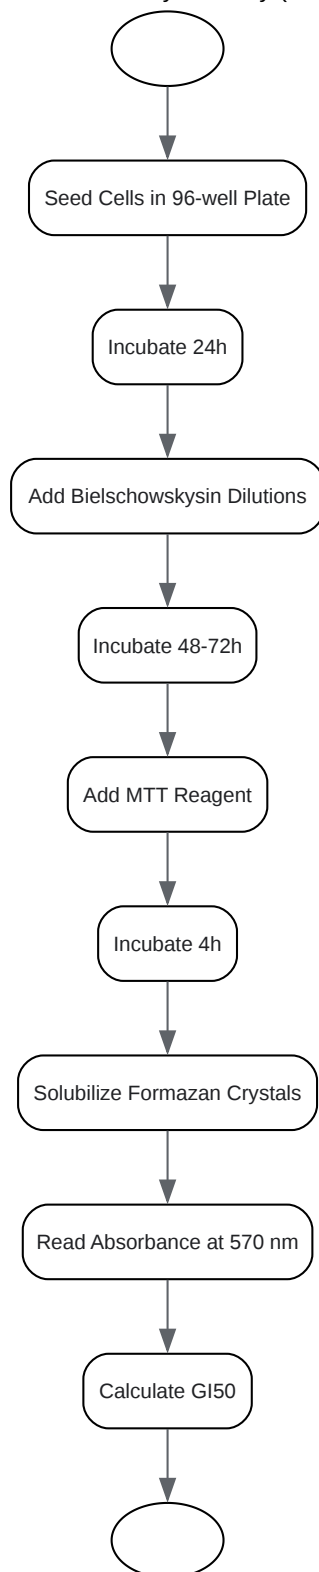 Seed Cells in 96-well Plate
Incubate 24h
Add Bielschowskysin Dilutions
Incubate 48-72h
Add MTT Reagent
Incubate 4h
Solubilize Formazan Crystals
Read Absorbance at 570 nm
Calculate GI50